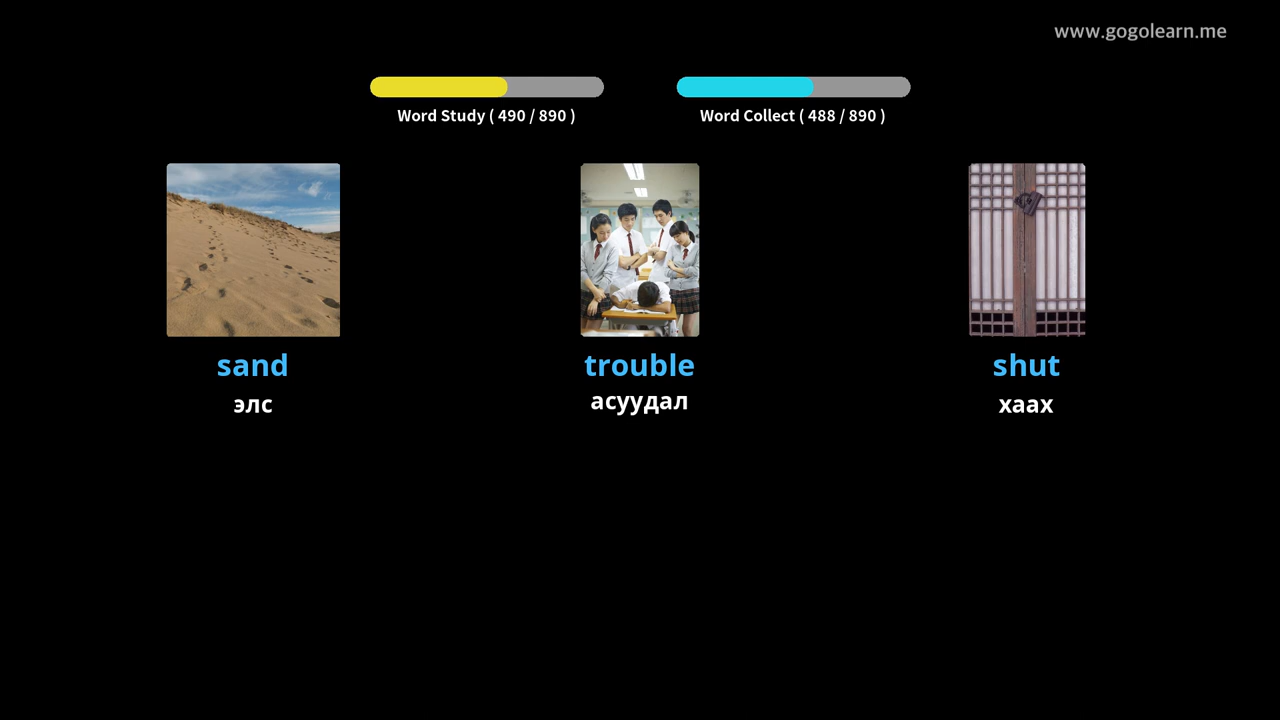 www.gogolearn.me
Word Study ( 490 / 890 )
Word Collect ( 488 / 890 )
sand
элс
trouble
асуудал
shut
хаах